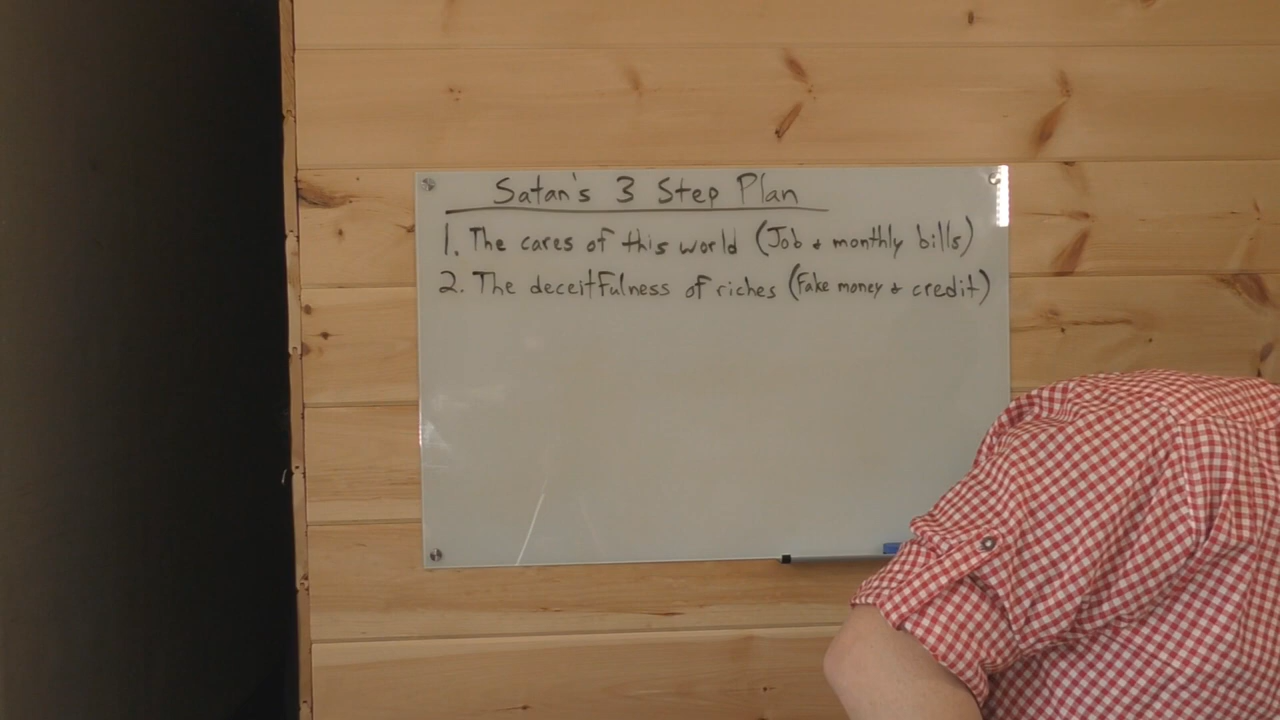 Satan's 3 Step Plan
1. The cares of this world (Job & monthly bills)
2. The deceitfulness of riches (Fake money & credit)